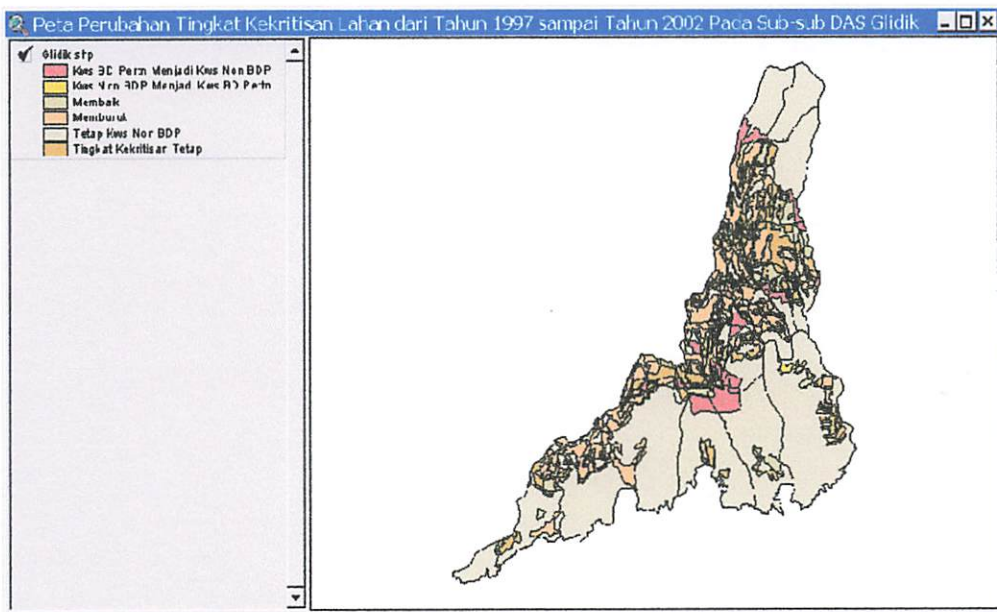 Peta Perubahan Tingkat Kekritisan Lahan dari Tahun 1997 sampai Tahun 2002 Pada Sub-sub DAS Glidik
Glidik shp
Kws BD Pertn Menjadi Kws Non BDP
Kws Non BDP Menjadi Kws BD Pertn
Membaik
Memburuk
Tetap Kws Non BDP
Tingkat Kekritisan Tetap